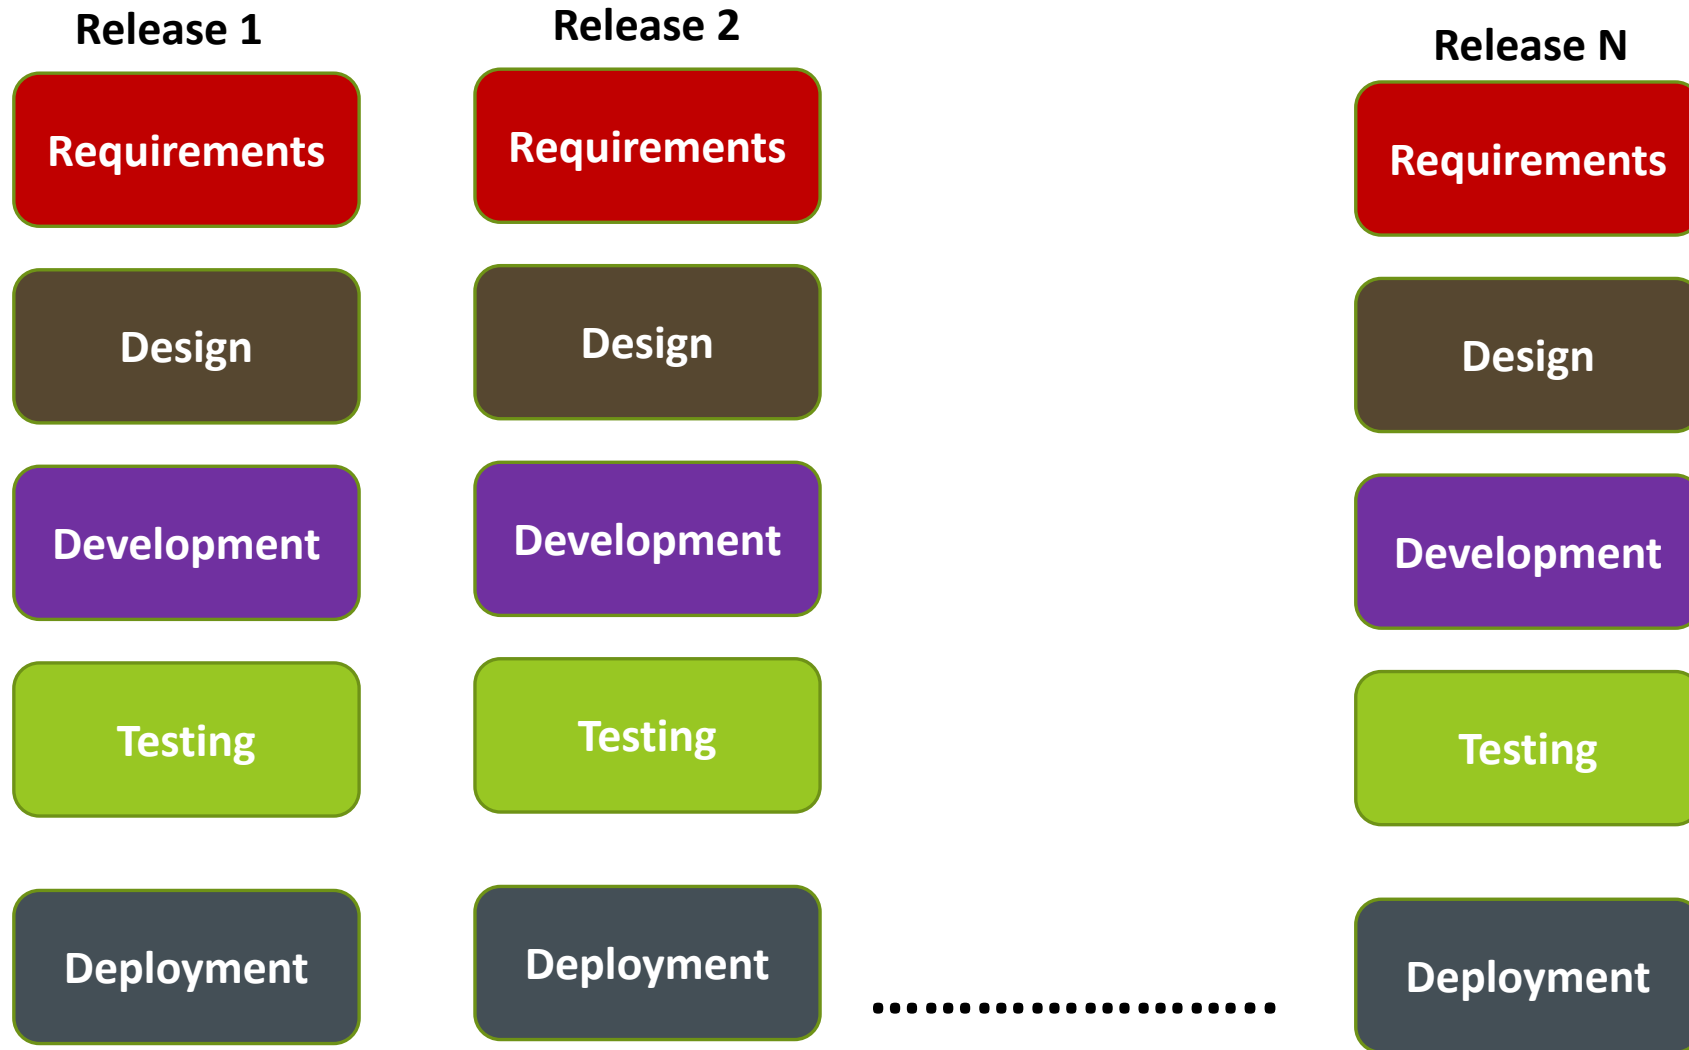 Release 1
Requirements
Design
Development
Testing
Deployment
Release 2
Requirements
Design
Development
Testing
Deployment
........................
Release N
Requirements
Design
Development
Testing
Deployment